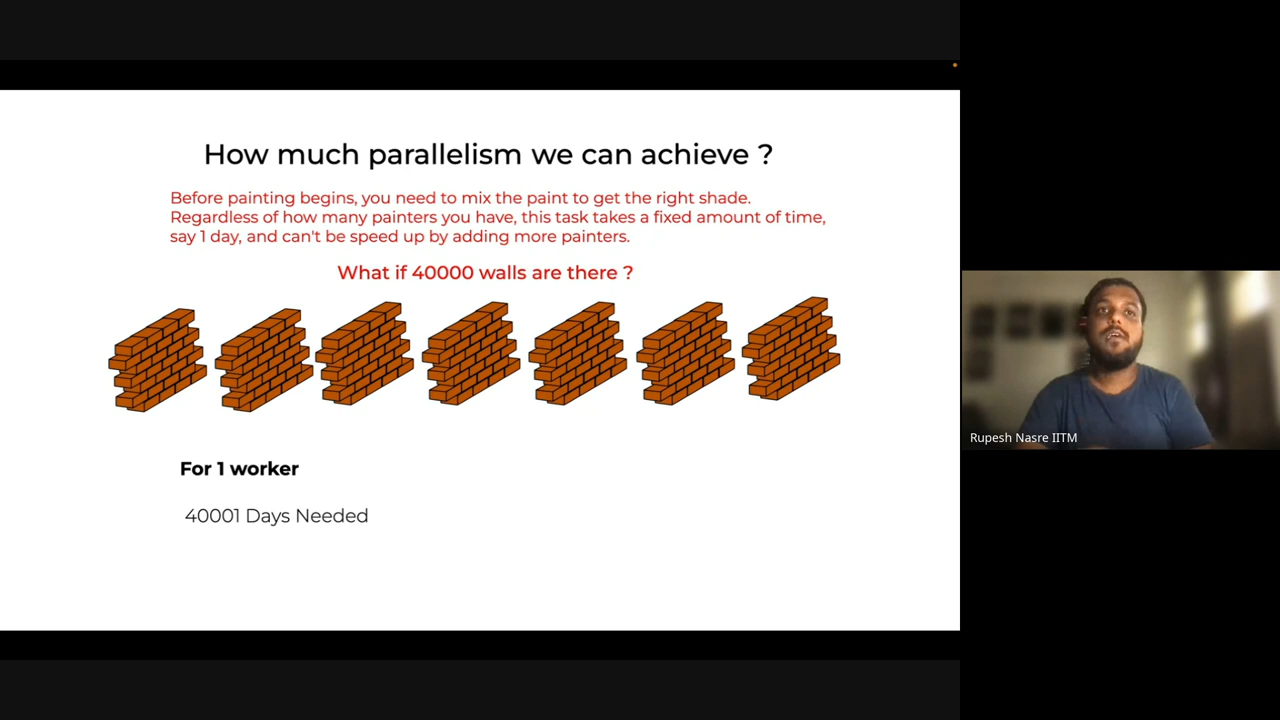 How much parallelism we can achieve ?
Before painting begins, you need to mix the paint to get the right shade.
Regardless of how many painters you have, this task takes a fixed amount of time,
say 1 day, and can't be speed up by adding more painters.
What if 40000 walls are there ?
For 1 worker
40001 Days Needed
Rupesh Nasre IITM